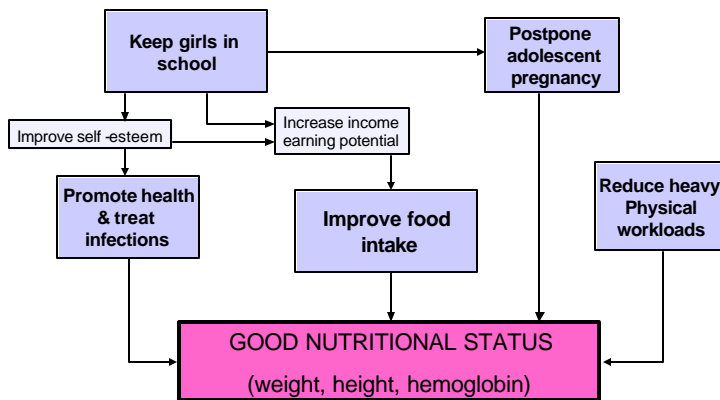 Keep girls in
school
Postpone
adolescent
pregnancy
Improve self -esteem
Increase income
earning potential
Promote health
& treat
infections
Improve food
intake
Reduce heavy
Physical
workloads
GOOD NUTRITIONAL STATUS
(weight, height, hemoglobin)